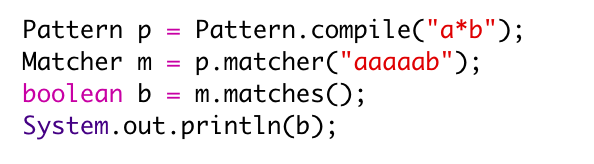 Pattern p = Pattern.compile("a*b");
Matcher m = p.matcher("aaaaab");
boolean b = m.matches();
System.out.println(b);